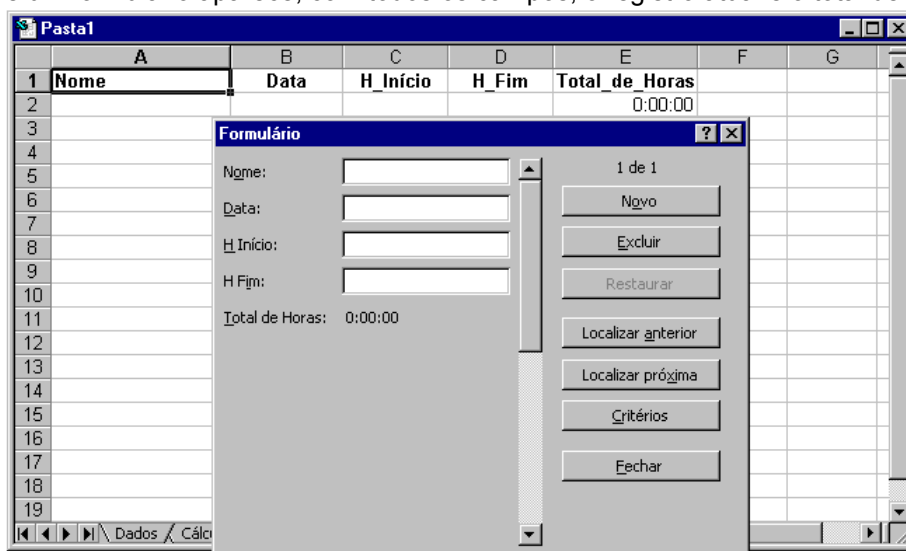 Pasta1
A B C D E F G
1 Nome Data H_Início H_Fim Total_de_Horas
2 0:00:00
3
Formulário
4
Nome: 1 de 1
5
6 Novo
Data:
7
8 H Início: Excluir
9
H Fim: Restaurar
10
11 Total de Horas: 0:00:00
12 Localizar anterior
13 Localizar próxima
14
15 Critérios
16
17 Fechar
18
19
Dados